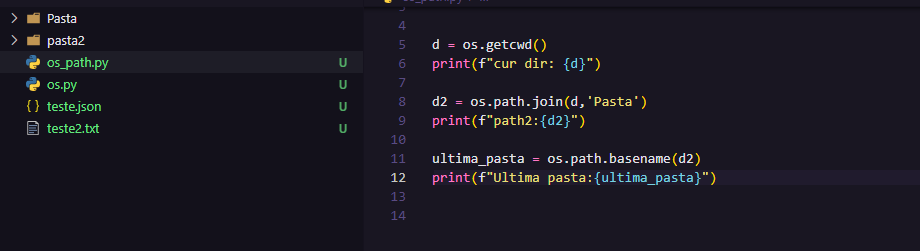 Pasta
pasta2
os_path.py U
os.py U
teste.json U
teste2.txt U
4
5 d = os.getcwd()
6 print(f"cur dir: {d}")
7
8 d2 = os.path.join(d,'Pasta')
9 print(f"path2:{d2}")
10
11 ultima_pasta = os.path.basename(d2)
12 print(f"Ultima pasta:{ultima_pasta}")
13
14